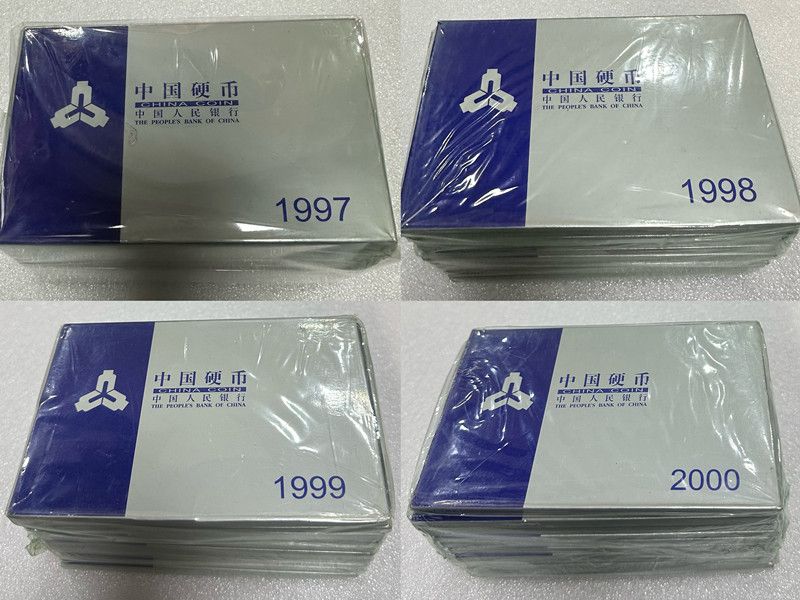 中国硬币
CHINA COIN
中国人民银行
THE PEOPLE'S BANK OF CHINA
1997
中国硬币
CHINA COIN
中国人民银行
THE PEOPLE'S BANK OF CHINA
1998
中国硬币
CHINA COIN
中国人民银行
THE PEOPLE'S BANK OF CHINA
1999
中国硬币
CHINA COIN
中国人民银行
THE PEOPLE'S BANK OF CHINA
2000